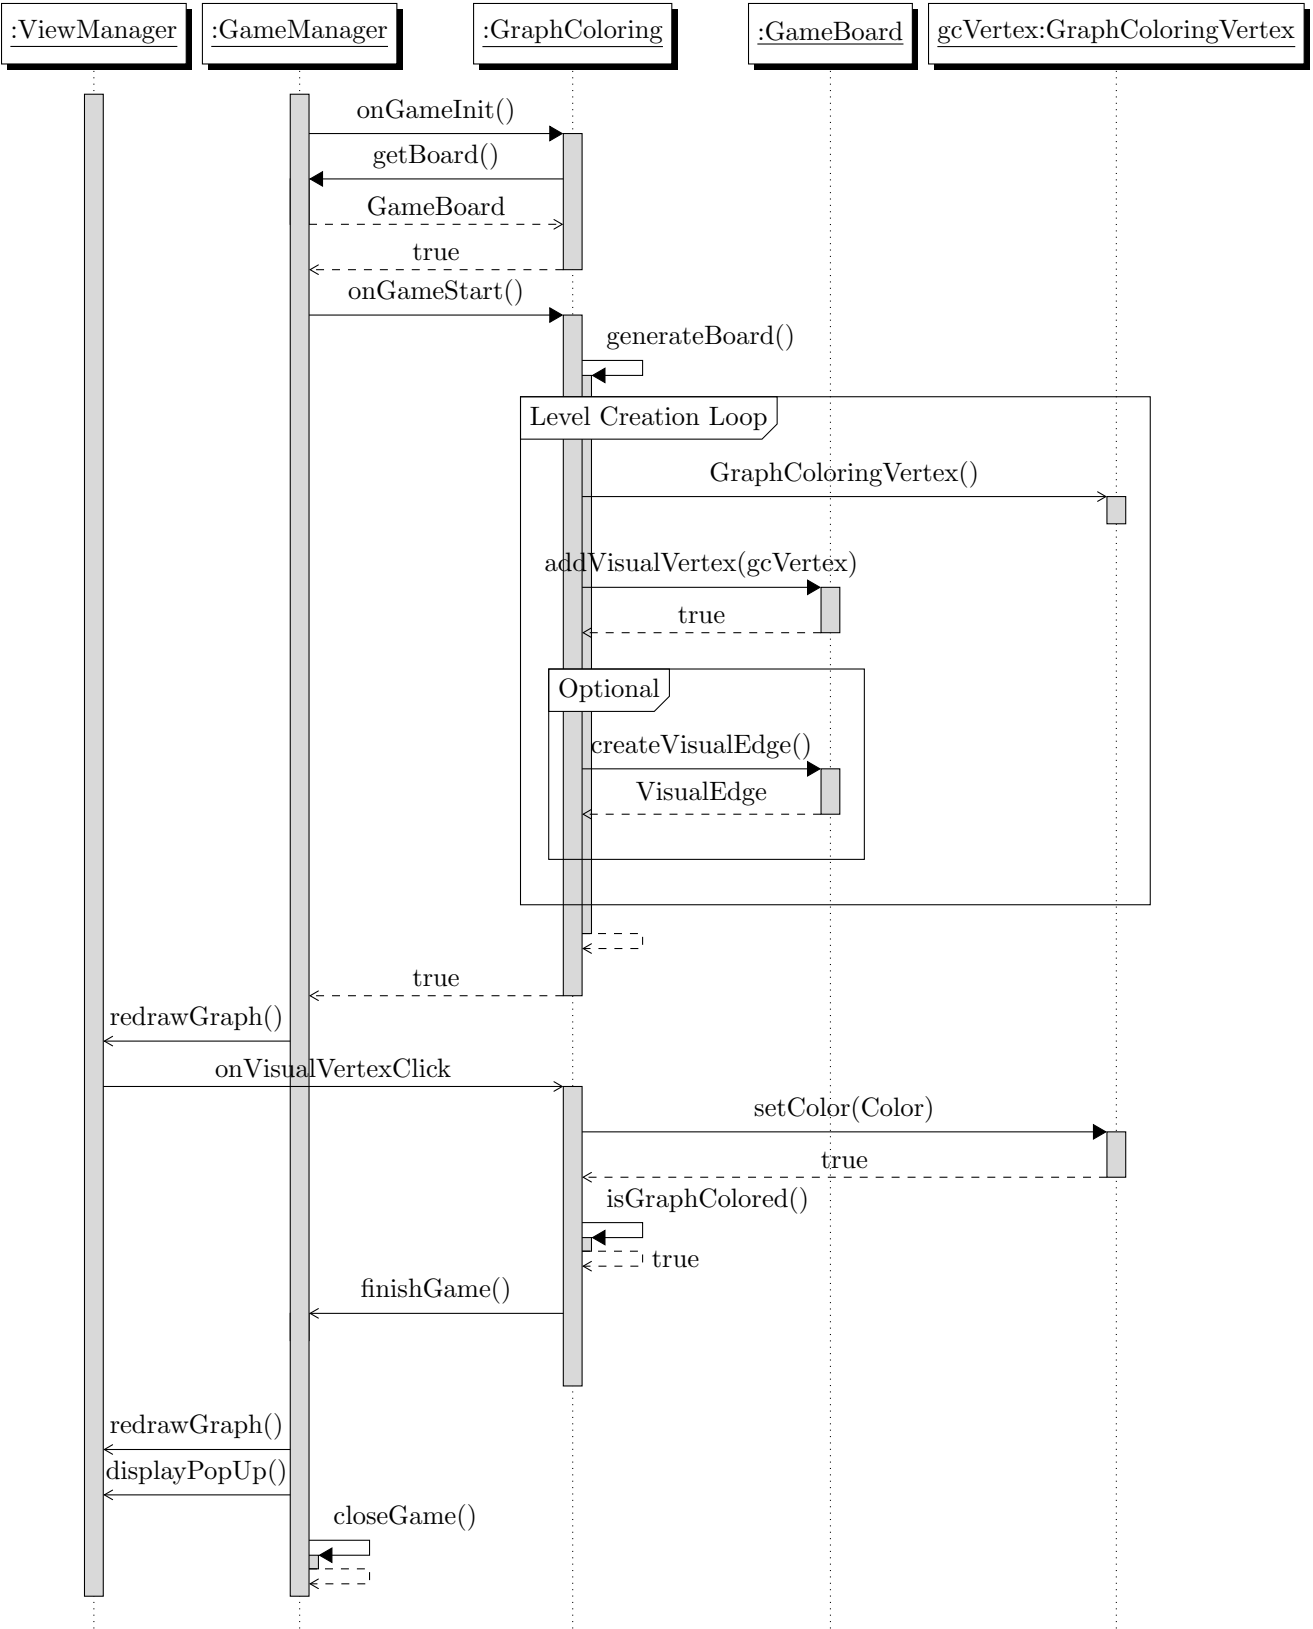 :ViewManager
:GameManager
:GraphColoring
:GameBoard
gcVertex:GraphColoringVertex
onGameInit()
getBoard()
GameBoard
true
onGameStart()
generateBoard()
Level Creation Loop
GraphColoringVertex()
addVisualVertex(gcVertex)
true
Optional
createVisualEdge()
VisualEdge
true
redrawGraph()
onVisualVertexClick
setColor(Color)
true
isGraphColored()
true
finishGame()
redrawGraph()
displayPopUp()
closeGame()